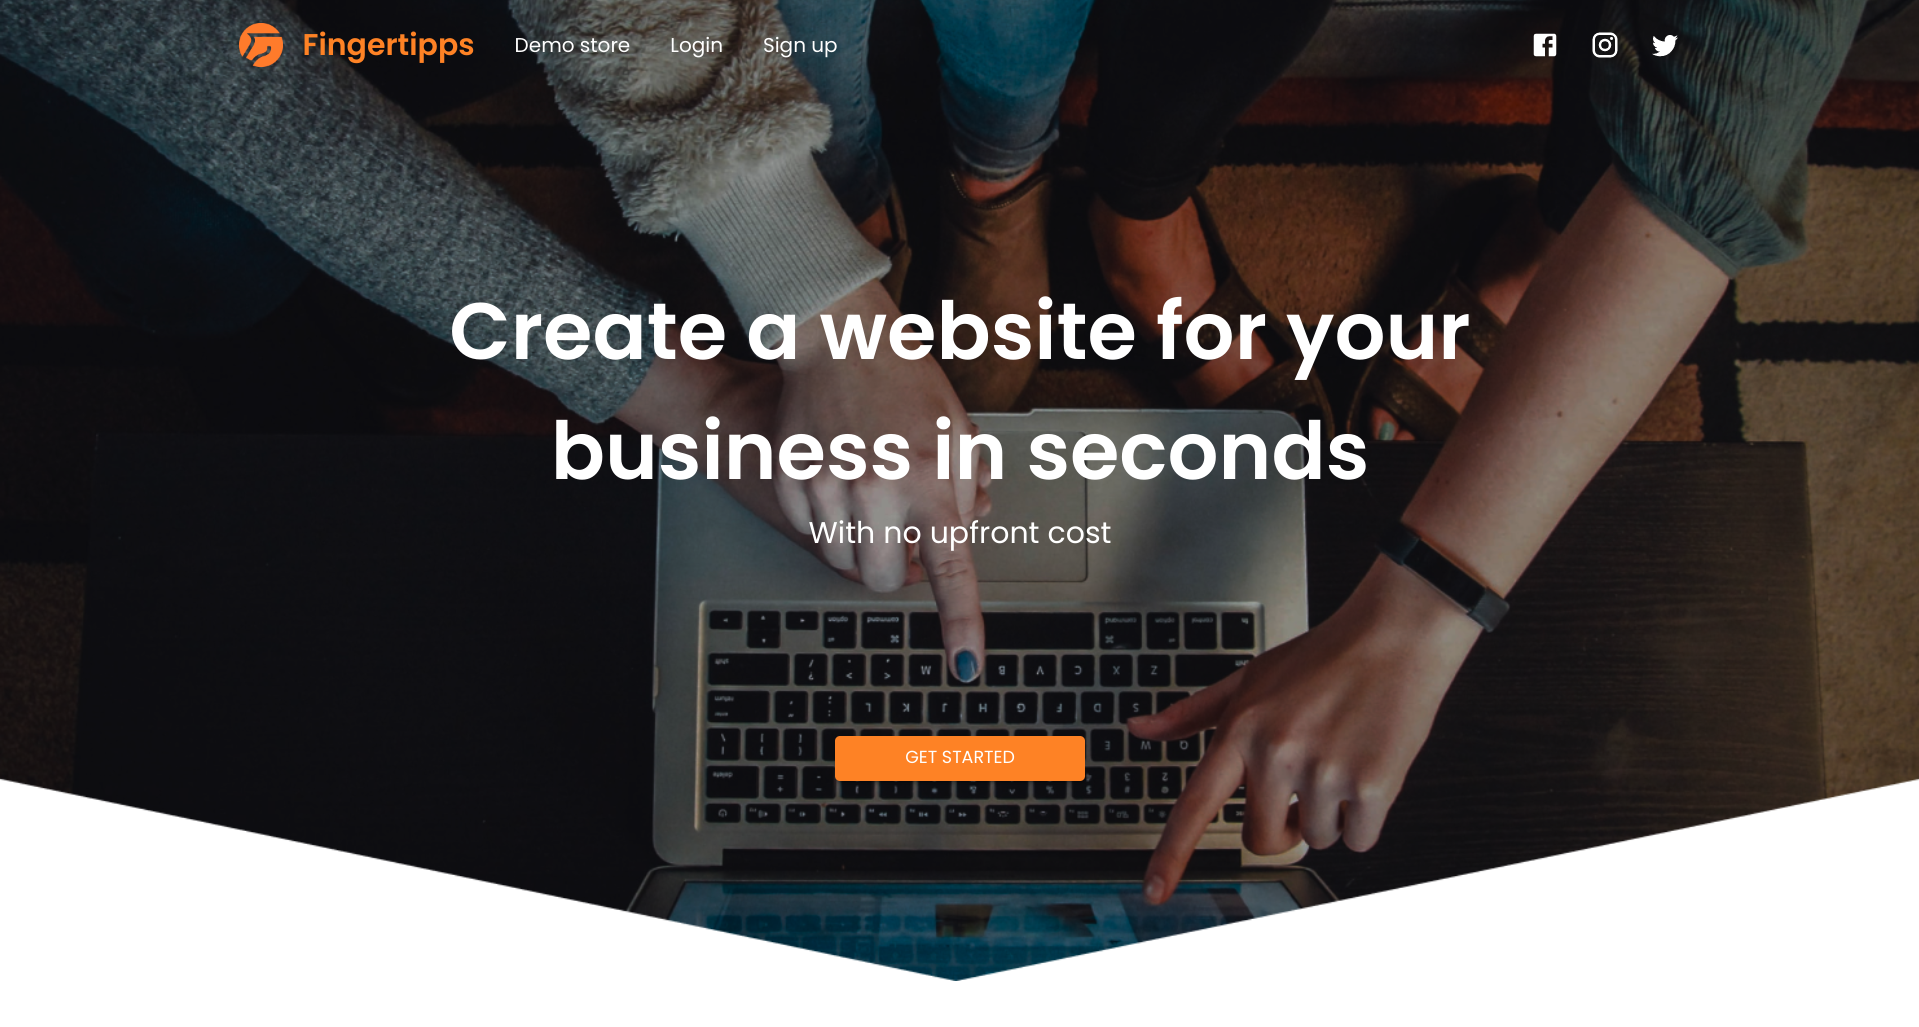 Fingertipps
Demo store
Login
Sign up
Create a website for your
business in seconds
With no upfront cost
GET STARTED